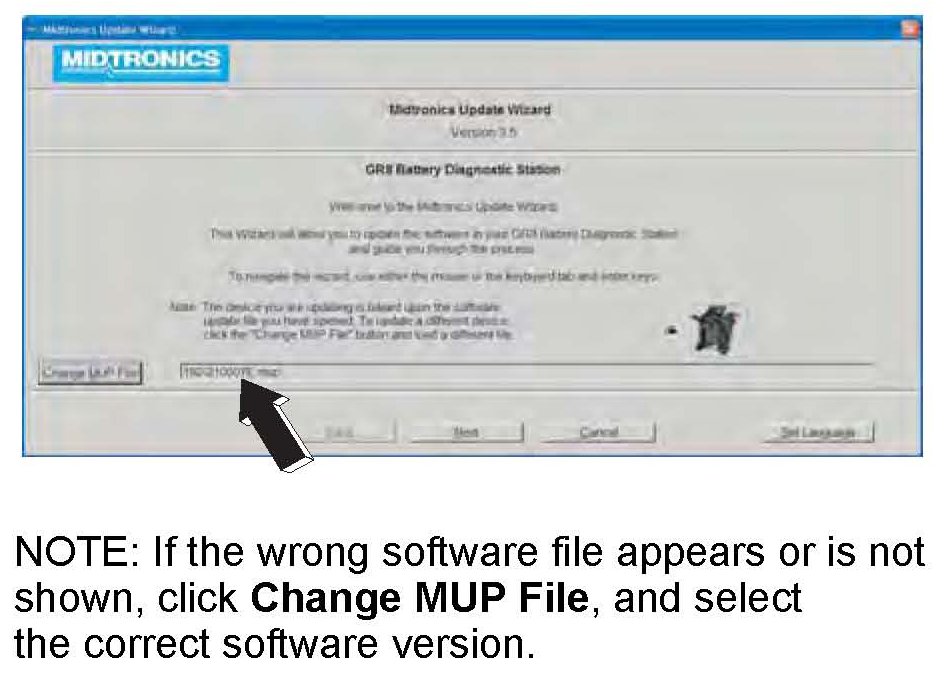 Midtronics Update Wizard
MIDTRONICS
Midtronics Update Wizard
Version 3.5
GR8 Battery Diagnostic Station
Welcome to the Midtronics Update Wizard
This Wizard will allow you to update the software in your GR8 Battery Diagnostic Station
and guide you through the process
To navigate the wizard, use either the mouse or the keyboard tab and enter keys.
Note: The device you are updating is based upon the software
update file you have opened. To update a different device,
click the "Change MUP File" button and load a different file.
Change MUP File
Back
Next
Cancel
Set Language
NOTE: If the wrong software file appears or is not
shown, click Change MUP File, and select
the correct software version.